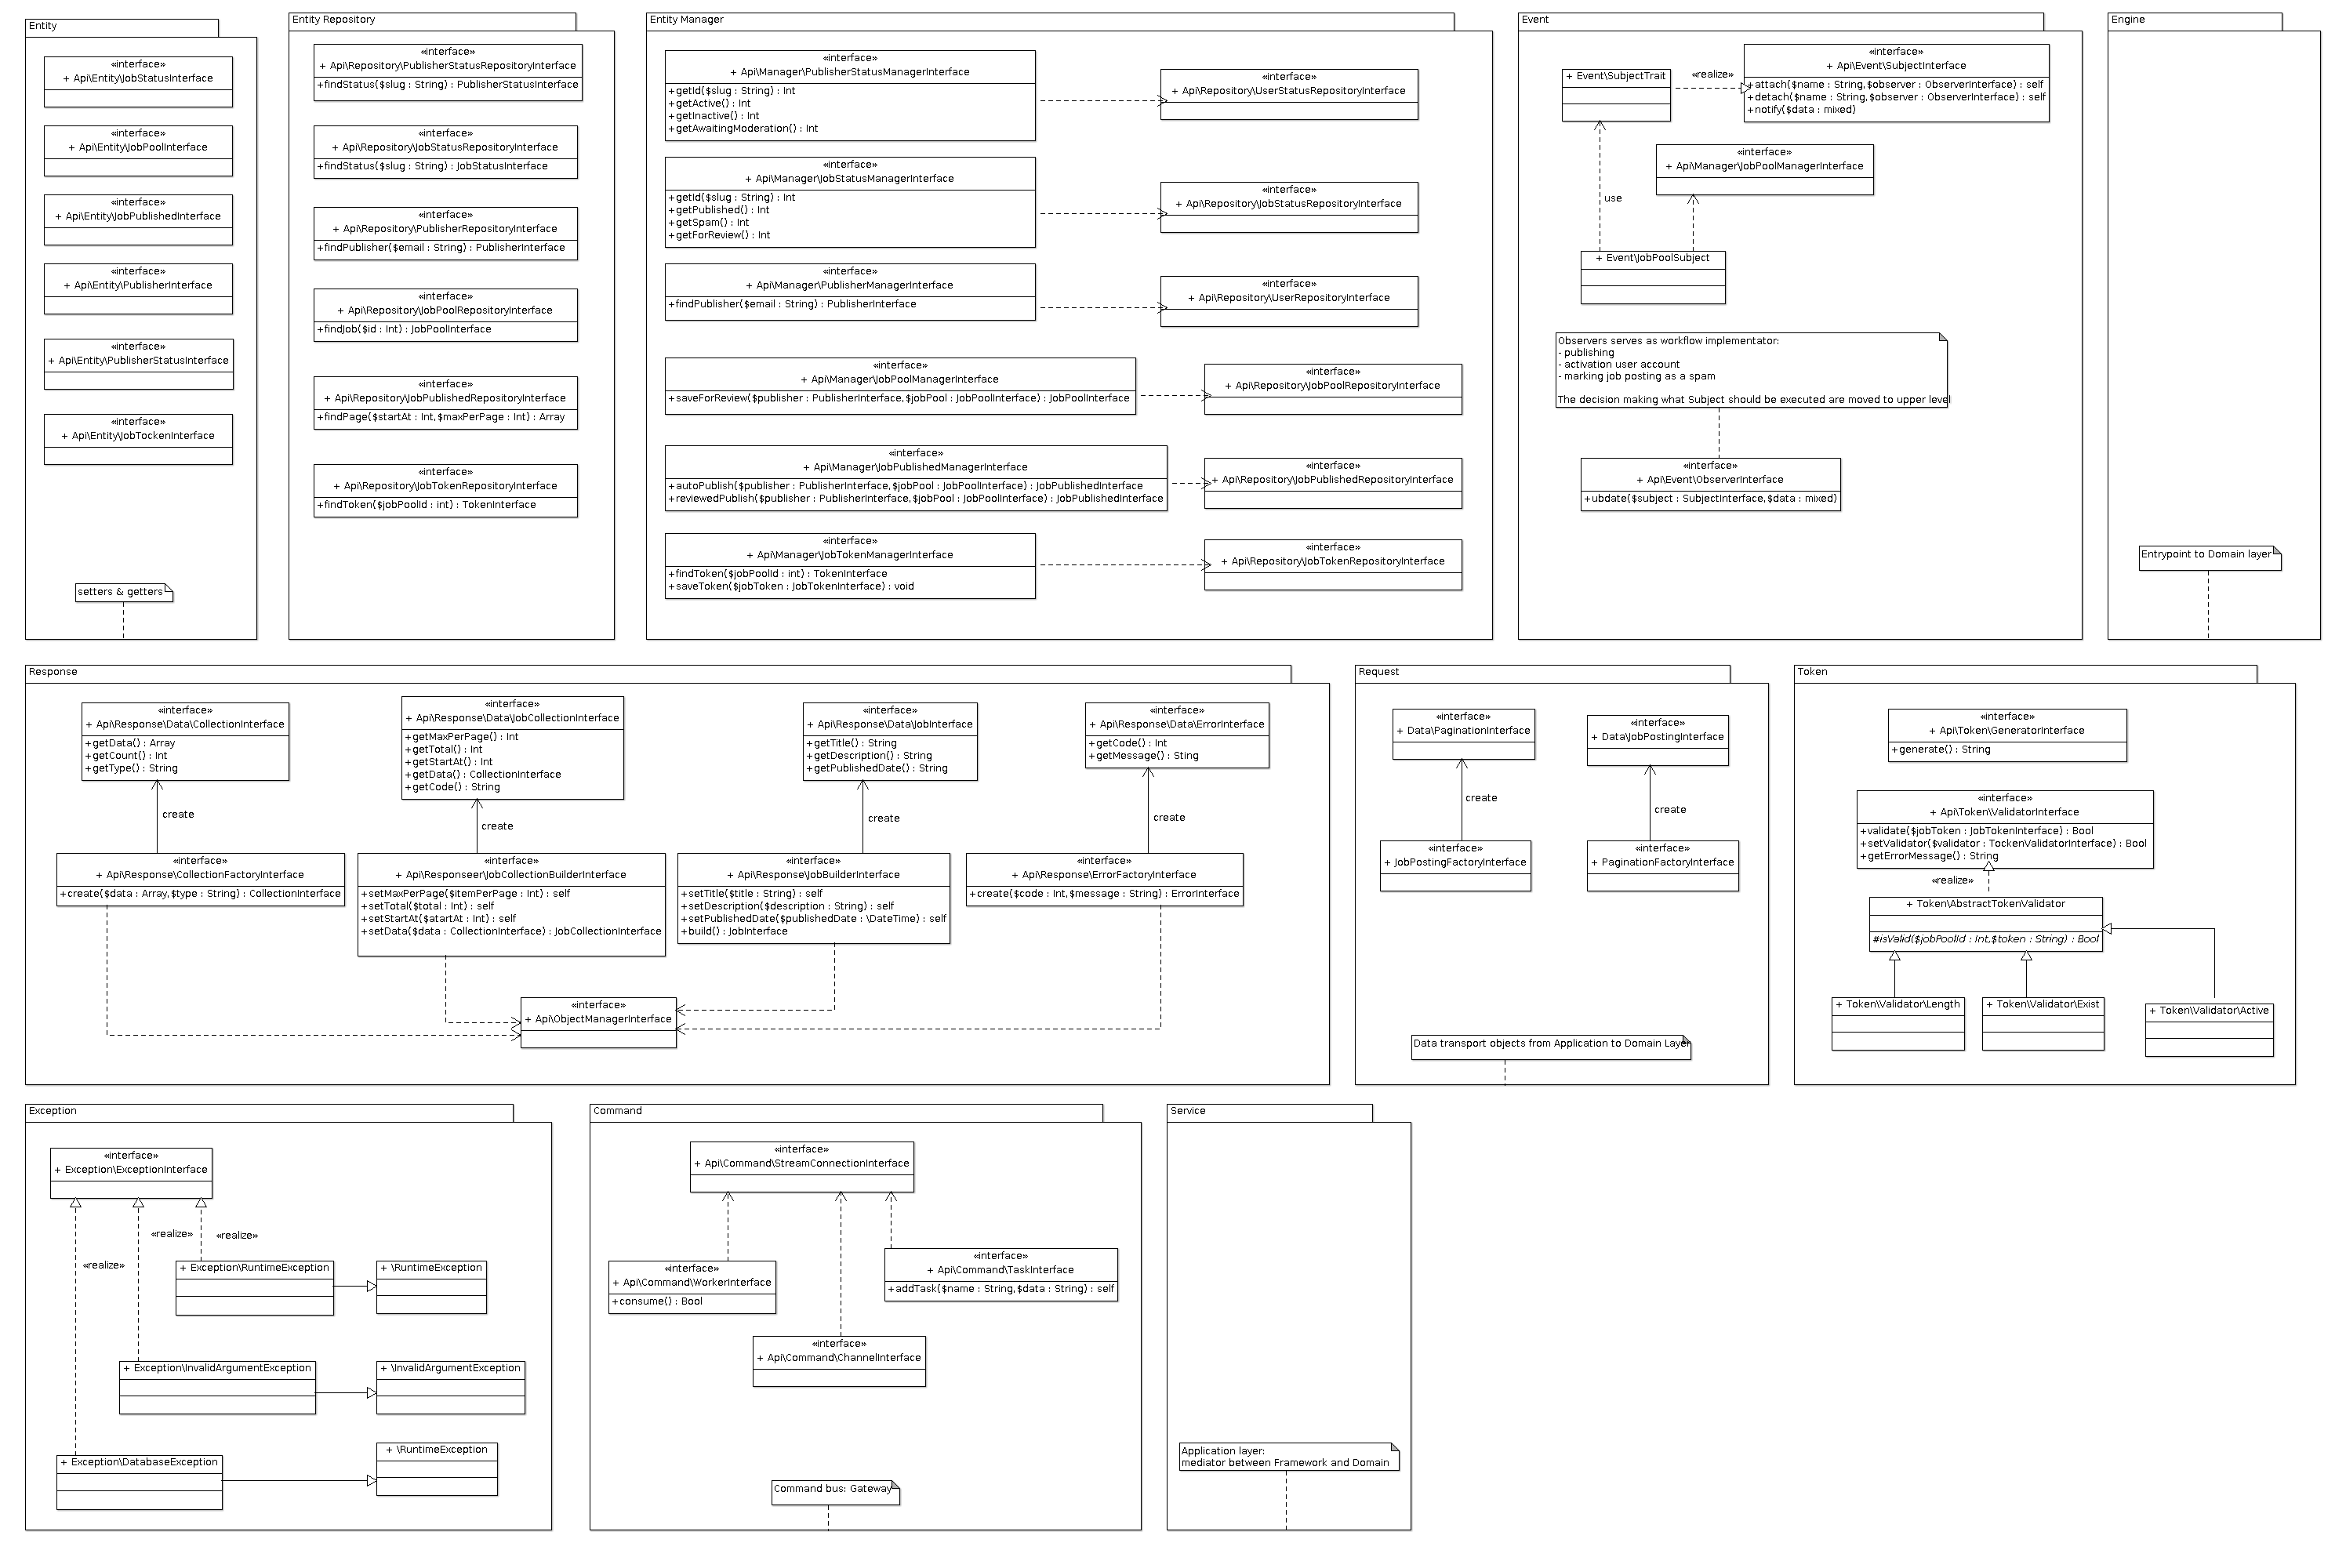 Entity
«interface»
+ Api\Entity\JobStatusInterface
«interface»
+ Api\Entity\JobPoolInterface
«interface»
+ Api\Entity\JobPublishedInterface
«interface»
+ Api\Entity\PublisherInterface
«interface»
+ Api\Entity\PublisherStatusInterface
«interface»
+ Api\Entity\JobTockenInterface
setters & getters
Entity Repository
«interface»
+ Api\Repository\PublisherStatusRepositoryInterface
+findStatus($slug : String) : PublisherStatusInterface
«interface»
+ Api\Repository\JobStatusRepositoryInterface
+findStatus($slug : String) : JobStatusInterface
«interface»
+ Api\Repository\PublisherRepositoryInterface
+findPublisher($email : String) : PublisherInterface
«interface»
+ Api\Repository\JobPoolRepositoryInterface
+findJob($id : Int) : JobPoolInterface
«interface»
+ Api\Repository\JobPublishedRepositoryInterface
+findPage($startAt : Int,$maxPerPage : Int) : Array
«interface»
+ Api\Repository\JobTokenRepositoryInterface
+findToken($jobPoolId : int) : TokenInterface
Entity Manager
«interface»
+ Api\Manager\PublisherStatusManagerInterface
+getId($slug : String) : Int
+getActive() : Int
+getInactive() : Int
+getAwaitingModeration() : Int
«interface»
+ Api\Repository\UserStatusRepositoryInterface
«interface»
+ Api\Manager\JobStatusManagerInterface
+getId($slug : String) : Int
+getPublished() : Int
+getSpam() : Int
+getForReview() : Int
«interface»
+ Api\Repository\JobStatusRepositoryInterface
«interface»
+ Api\Manager\PublisherManagerInterface
+findPublisher($email : String) : PublisherInterface
«interface»
+ Api\Repository\UserRepositoryInterface
«interface»
+ Api\Manager\JobPoolManagerInterface
+saveForReview($publisher : PublisherInterface,$jobPool : JobPoolInterface) : JobPoolInterface
«interface»
+ Api\Repository\JobPoolRepositoryInterface
«interface»
+ Api\Manager\JobPublishedManagerInterface
+autoPublish($publisher : PublisherInterface,$jobPool : JobPoolInterface) : JobPublishedInterface
+reviewedPublish($publisher : PublisherInterface,$jobPool : JobPoolInterface) : JobPublishedInterface
«interface»
+ Api\Repository\JobPublishedRepositoryInterface
«interface»
+ Api\Manager\JobTokenManagerInterface
+findToken($jobPoolId : int) : TokenInterface
+saveToken($jobToken : JobTokenInterface) : void
«interface»
+ Api\Repository\JobTokenRepositoryInterface
Event
+ Event\SubjectTrait
«realize»
«interface»
+ Api\Event\SubjectInterface
+attach($name : String,$observer : ObserverInterface) : self
+detach($name : String,$observer : ObserverInterface) : self
+notify($data : mixed)
«interface»
+ Api\Manager\JobPoolManagerInterface
use
+ Event\JobPoolSubject
Observers serves as workflow implementator:
- publishing
- activation user account
- marking job posting as a spam
The decision making what Subject should be executed are moved to upper level
«interface»
+ Api\Event\ObserverInterface
+ubdate($subject : SubjectInterface,$data : mixed)
Engine
Entrypoint to Domain layer
Response
«interface»
+ Api\Response\Data\CollectionInterface
+getData() : Array
+getCount() : Int
+getType() : String
«interface»
+ Api\Response\Data\JobCollectionInterface
+getMaxPerPage() : Int
+getTotal() : Int
+getStartAt() : Int
+getData() : CollectionInterface
+getCode() : String
«interface»
+ Api\Response\Data\JobInterface
+getTitle() : String
+getDescription() : String
+getPublishedDate() : String
«interface»
+ Api\Response\Data\ErrorInterface
+getCode() : Int
+getMessage() : Sting
create
create
create
create
«interface»
+ Api\Response\CollectionFactoryInterface
+create($data : Array,$type : String) : CollectionInterface
«interface»
+ Api\Responseer\JobCollectionBuilderInterface
+setMaxPerPage($itemPerPage : Int) : self
+setTotal($total : Int) : self
+setStartAt($atartAt : Int) : self
+setData($data : CollectionInterface) : JobCollectionInterface
«interface»
+ Api\Response\JobBuilderInterface
+setTitle($title : String) : self
+setDescription($description : String) : self
+setPublishedDate($publishedDate : \DateTime) : self
+build() : JobInterface
«interface»
+ Api\Response\ErrorFactoryInterface
+create($code : Int,$message : String) : ErrorInterface
«interface»
+ Api\ObjectManagerInterface
Request
«interface»
+ Data\PaginationInterface
«interface»
+ Data\JobPostingInterface
create
create
«interface»
+ JobPostingFactoryInterface
«interface»
+ PaginationFactoryInterface
Data transport objects from Application to Domain Layer
Token
«interface»
+ Api\Token\GeneratorInterface
+generate() : String
«interface»
+ Api\Token\ValidatorInterface
+validate($jobToken : JobTokenInterface) : Bool
+setValidator($validator : TockenValidatorInterface) : Bool
+getErrorMessage() : String
«realize»
+ Token\AbstractTokenValidator
#isValid($jobPoolId : Int,$token : String) : Bool
+ Token\Validator\Length
+ Token\Validator\Exist
+ Token\Validator\Active
Exception
«interface»
+ Exception\ExceptionInterface
«realize»
«realize»
«realize»
+ Exception\RuntimeException
+ \RuntimeException
+ Exception\InvalidArgumentException
+ \InvalidArgumentException
+ Exception\DatabaseException
+ \RuntimeException
Command
«interface»
+ Api\Command\StreamConnectionInterface
«interface»
+ Api\Command\WorkerInterface
+consume() : Bool
«interface»
+ Api\Command\TaskInterface
+addTask($name : String,$data : String) : self
«interface»
+ Api\Command\ChannelInterface
Command bus: Gateway
Service
Application layer:
mediator between Framework and Domain